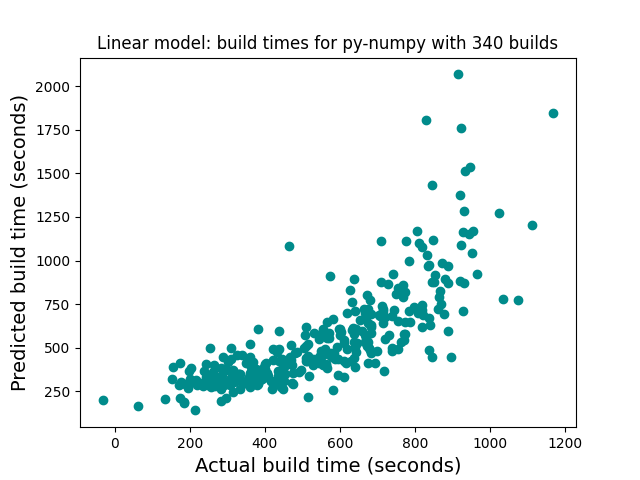 Linear model: build times for py-numpy with 340 builds
Predicted build time (seconds)
2000
1750
1500
1250
1000
750
500
250
0 200 400 600 800 1000 1200
Actual build time (seconds)